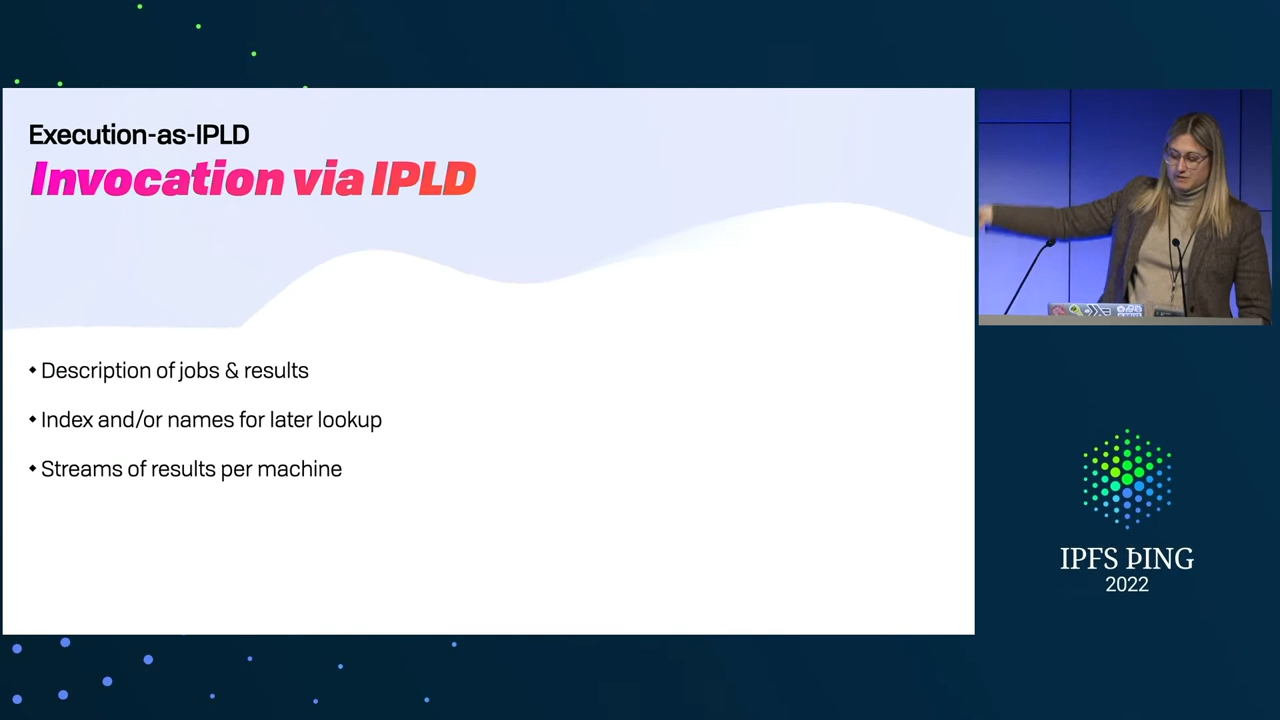 Execution-as-IPLD
Invocation via IPLD
◆ Description of jobs & results
◆ Index and/or names for later lookup
◆ Streams of results per machine
IPFS ÞING
2022